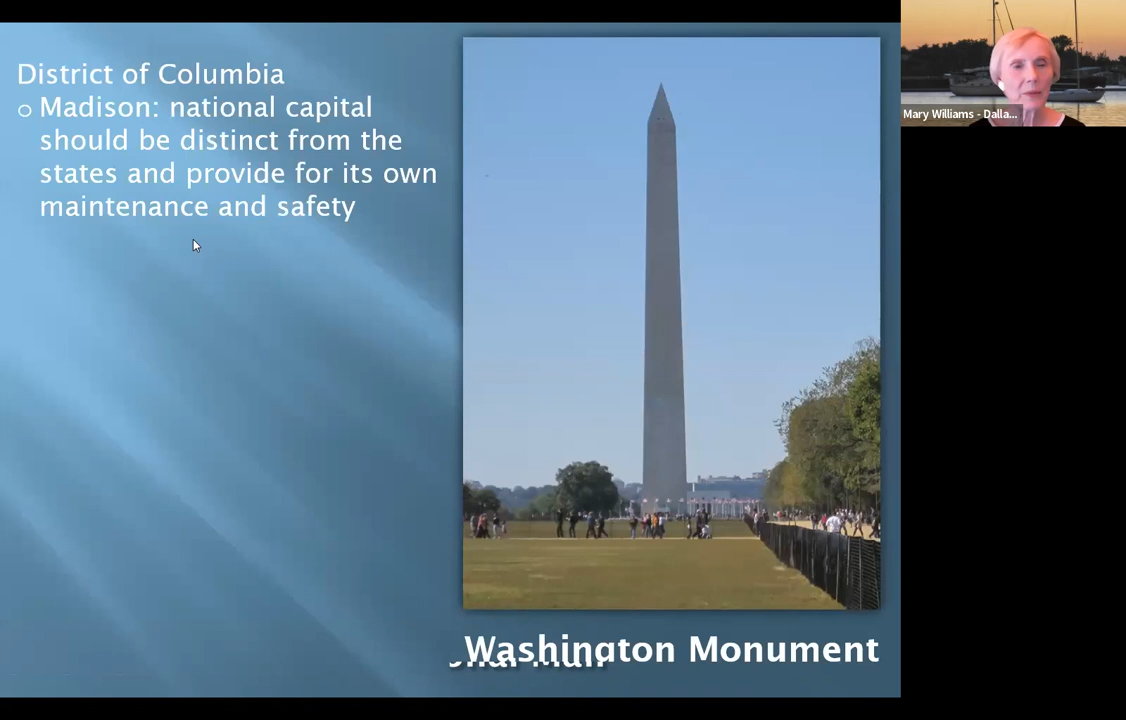 District of Columbia
o Madison: national capital
should be distinct from the
states and provide for its own
maintenance and safety
Mary Williams - Dalla...
Washington Monument